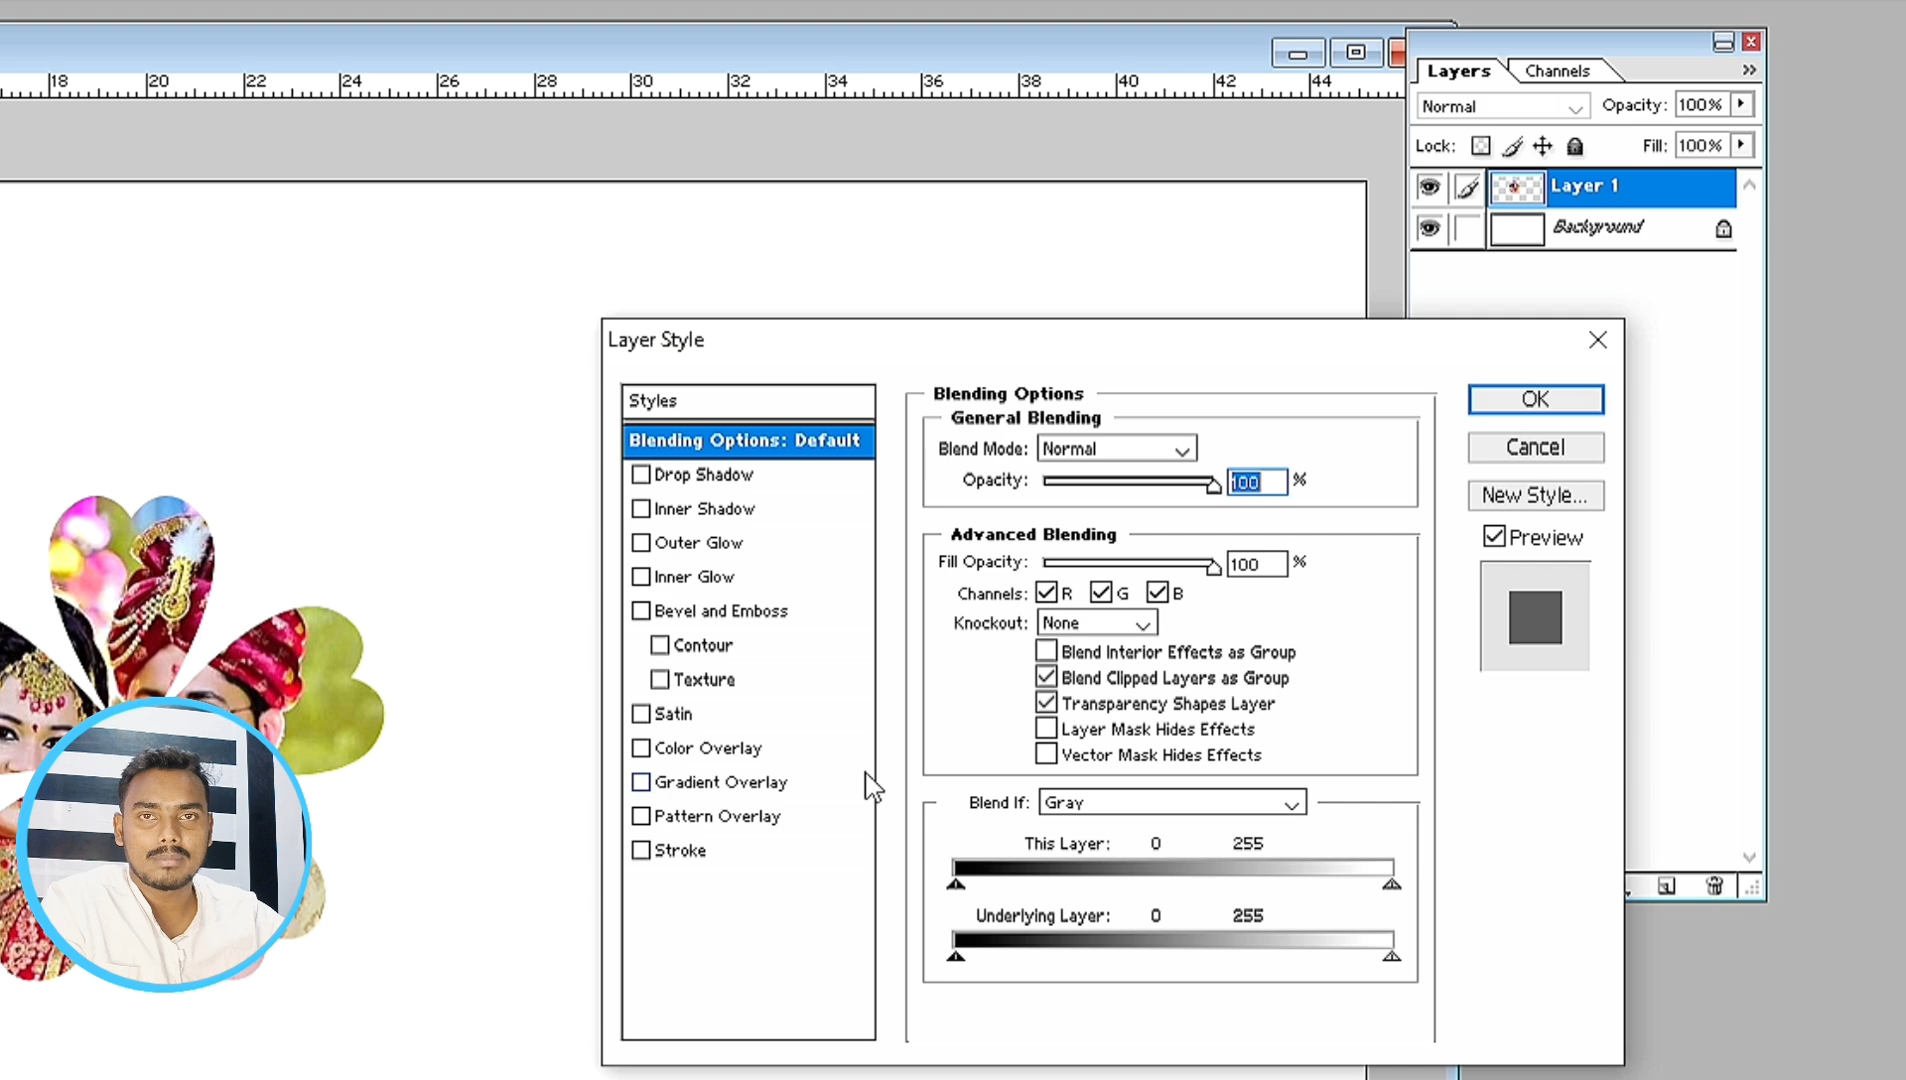 18 20 22 24 26 28 30 32 34 36 38 40 42 44
Layers Channels
Normal Opacity: 100%
Lock: Fill: 100%
Layer 1
Background
Layer Style
Styles
Blending Options: Default
Drop Shadow
Inner Shadow
Outer Glow
Inner Glow
Bevel and Emboss
Contour
Texture
Satin
Color Overlay
Gradient Overlay
Pattern Overlay
Stroke
Blending Options
General Blending
Blend Mode: Normal
Opacity: 100 %
Advanced Blending
Fill Opacity: 100 %
Channels: R G B
Knockout: None
Blend Interior Effects as Group
Blend Clipped Layers as Group
Transparency Shapes Layer
Layer Mask Hides Effects
Vector Mask Hides Effects
Blend If: Gray
This Layer: 0 255
Underlying Layer: 0 255
OK
Cancel
New Style...
Preview